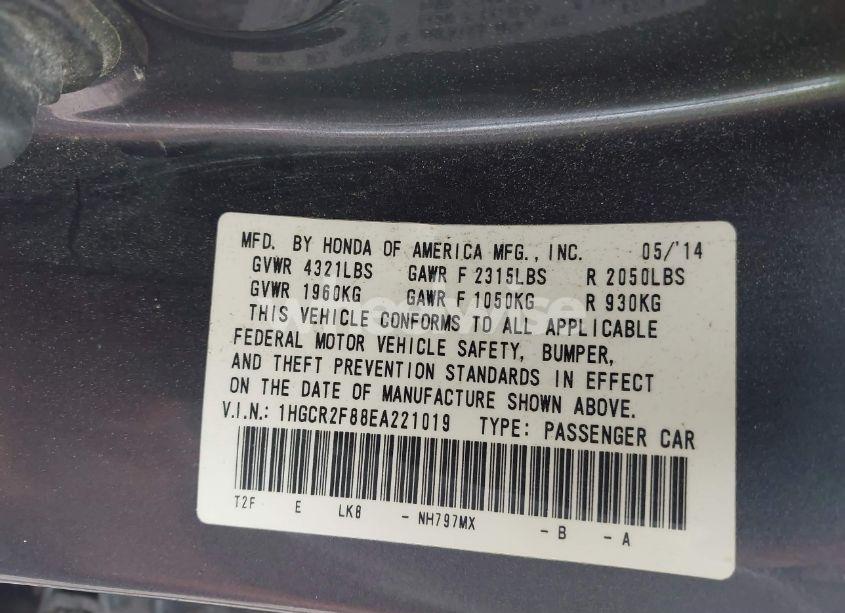 MFD. BY HONDA OF AMERICA MFG., INC. 05/'14
GVWR 4321LBS GAWR F 2315LBS R 2050LBS
GVWR 1960KG GAWR F 1050KG R 930KG
THIS VEHICLE CONFORMS TO ALL APPLICABLE
FEDERAL MOTOR VEHICLE SAFETY, BUMPER,
AND THEFT PREVENTION STANDARDS IN EFFECT
ON THE DATE OF MANUFACTURE SHOWN ABOVE.
V.I.N.: 1HGCR2F88EA221019 TYPE: PASSENGER CAR
T2F E LK8 - NH797MX - B - A